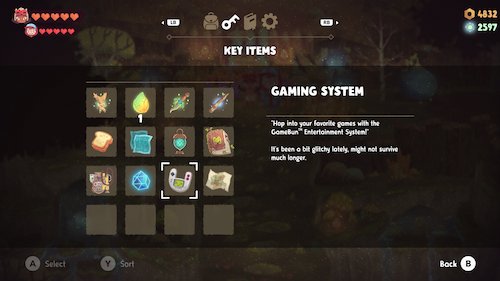 LB
RB
4832
2597
KEY ITEMS
1
GAMING SYSTEM
"Hop into your favorite games with the
GameBun™ Entertainment System!"
It's been a bit glitchy lately, might not survive
much longer.
A Select
Y Sort
Back B